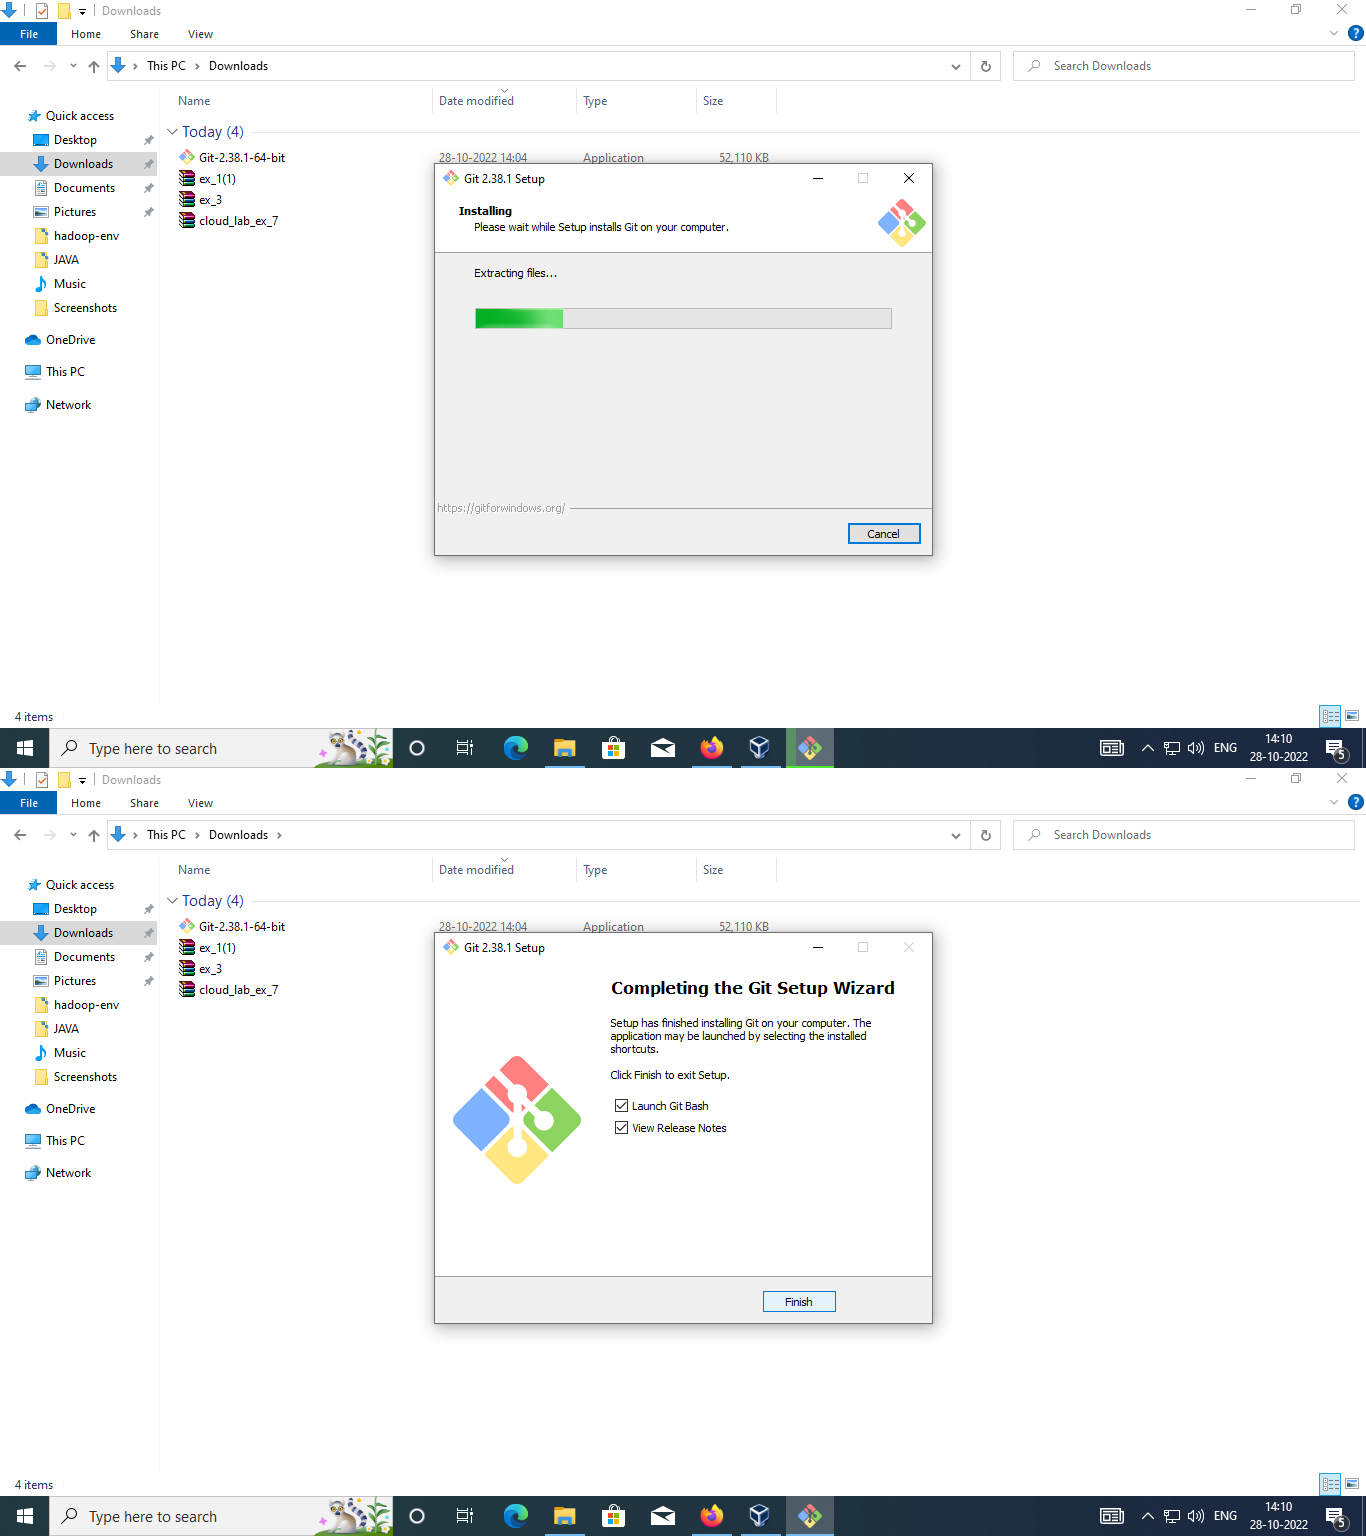 Downloads
File Home Share View
This PC Downloads
Search Downloads
Name Date modified Type Size
Quick access
Today (4)
Desktop
Git-2.38.1-64-bit 28-10-2022 14:04 Application 52,110 KB
Downloads
ex_1(1)
Documents
ex_3
Pictures
cloud_lab_ex_7
hadoop-env
JAVA
Music
Screenshots
OneDrive
This PC
Network
Git 2.38.1 Setup
Installing
Please wait while Setup installs Git on your computer.
Extracting files...
https://gitforwindows.org/
Cancel
4 items
Type here to search
ENG
14:10
28-10-2022
5
Downloads
File Home Share View
This PC Downloads
Search Downloads
Name Date modified Type Size
Quick access
Today (4)
Desktop
Git-2.38.1-64-bit 28-10-2022 14:04 Application 52,110 KB
Downloads
ex_1(1)
Documents
ex_3
Pictures
cloud_lab_ex_7
hadoop-env
JAVA
Music
Screenshots
OneDrive
This PC
Network
Git 2.38.1 Setup
Completing the Git Setup Wizard
Setup has finished installing Git on your computer. The
application may be launched by selecting the installed
shortcuts.
Click Finish to exit Setup.
Launch Git Bash
View Release Notes
Finish
4 items
Type here to search
ENG
14:10
28-10-2022
5